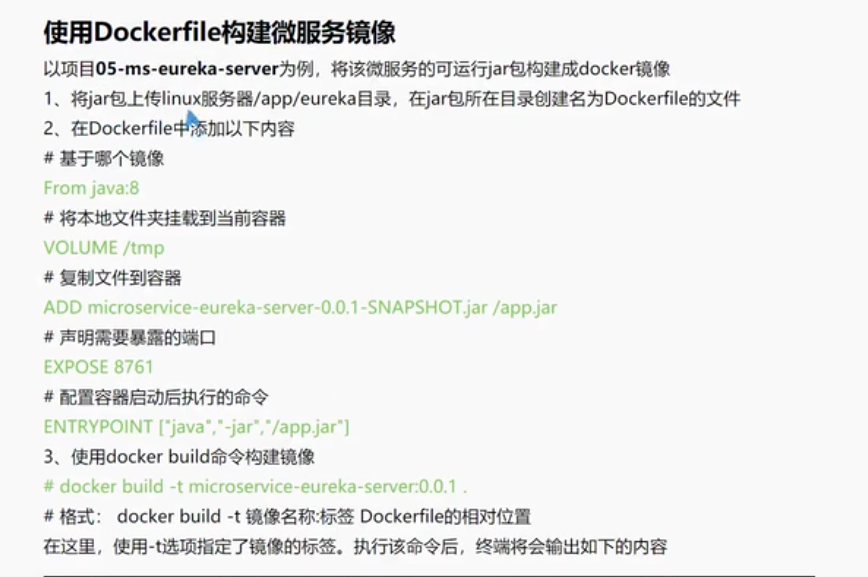 使用Dockerfile构建微服务镜像
以项目05-ms-eureka-server为例，将该微服务的可运行jar包构建成docker镜像
1、将jar包上传linux服务器/app/eureka目录，在jar包所在目录创建名为Dockerfile的文件
2、在Dockerfile中添加以下内容
# 基于哪个镜像
From java:8
# 将本地文件夹挂载到当前容器
VOLUME /tmp
# 复制文件到容器
ADD microservice-eureka-server-0.0.1-SNAPSHOT.jar /app.jar
# 声明需要暴露的端口
EXPOSE 8761
# 配置容器启动后执行的命令
ENTRYPOINT ["java","-jar","/app.jar"]
3、使用docker build命令构建镜像
# docker build -t microservice-eureka-server:0.0.1 .
# 格式： docker build -t 镜像名称:标签 Dockerfile的相对位置
在这里，使用-t选项指定了镜像的标签。执行该命令后，终端将会输出如下的内容